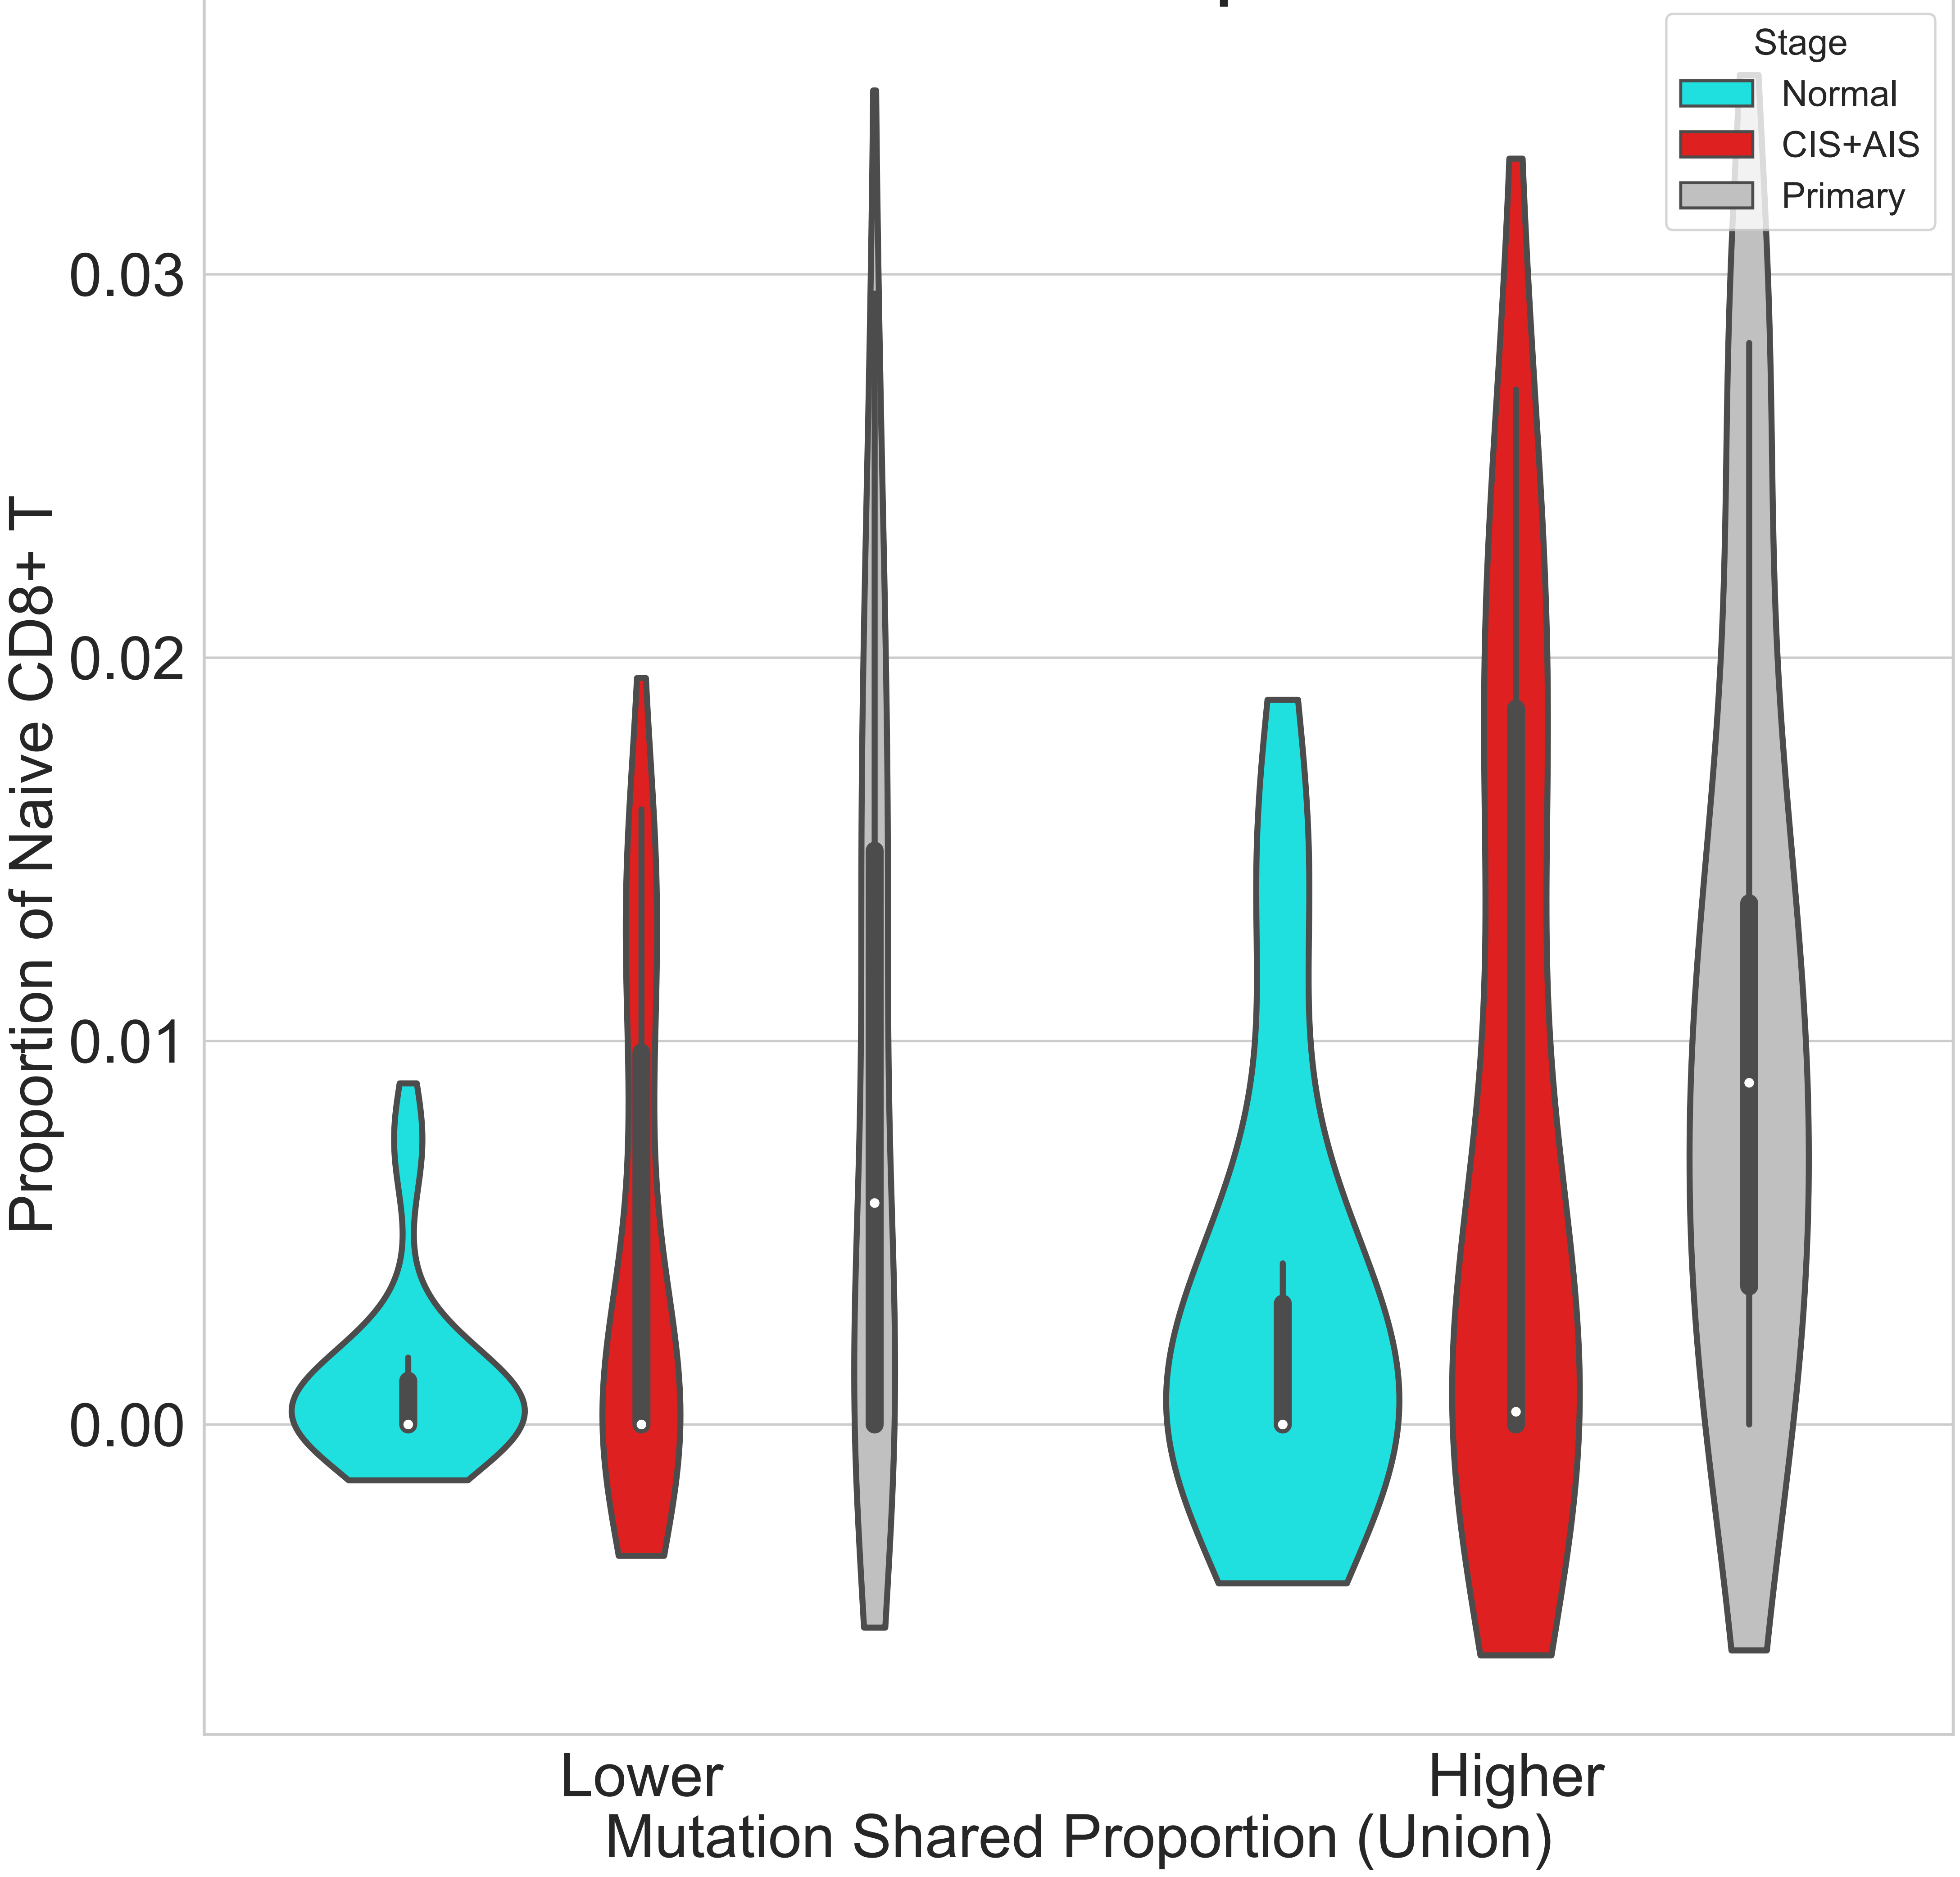 Stage
Normal
CIS+AIS
Primary
Proportion of Naive CD8+ T
0.03
0.02
0.01
0.00
Lower
Higher
Mutation Shared Proportion (Union)